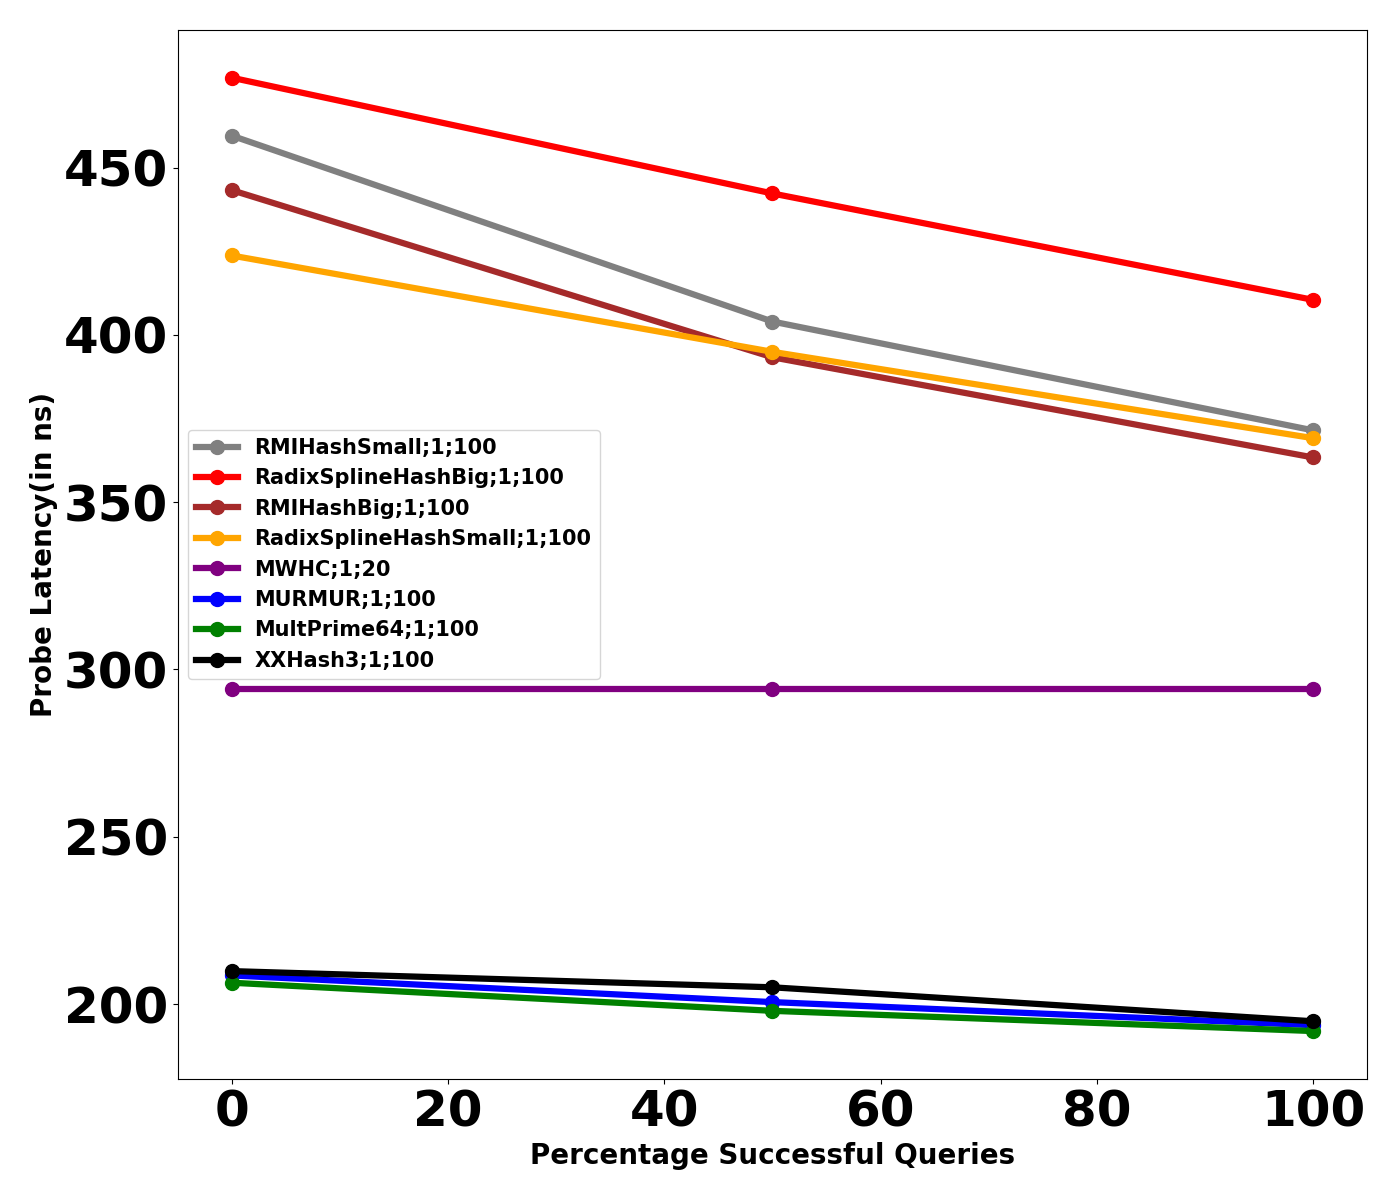 450
400
350
300
250
200
Probe Latency(in ns)
RMIHashSmall;1;100
RadixSplineHashBig;1;100
RMIHashBig;1;100
RadixSplineHashSmall;1;100
MWHC;1;20
MURMUR;1;100
MultPrime64;1;100
XXHash3;1;100
0 20 40 60 80 100
Percentage Successful Queries